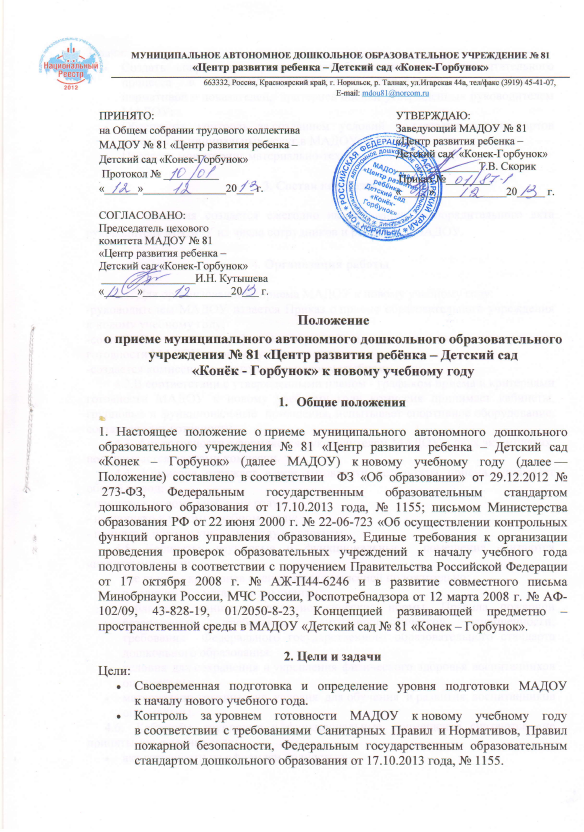 Национальный
Реестр
2012
МУНИЦИПАЛЬНОЕ АВТОНОМНОЕ ДОШКОЛЬНОЕ ОБРАЗОВАТЕЛЬНОЕ УЧРЕЖДЕНИЕ № 81
«Центр развития ребенка – Детский сад «Конек-Горбунок»
663332, Россия, Красноярский край, г. Норильск, р. Талнах, ул.Игарская 44а, тел/факс (3919) 45-41-07,
E-mail: mdou81@norcom.ru
ПРИНЯТО:
на Общем собрании трудового коллектива
МАДОУ № 81 «Центр развития ребенка –
Детский сад «Конек-Горбунок»
Протокол № 10/01
« 12 » 12 2013г.
УТВЕРЖДАЮ:
Заведующий МАДОУ № 81
«Центр развития ребенка –
Детский сад «Конек-Горбунок»
Т.В. Скорик
Приказ № 01/87-1
12 20 13 г.
МАДОУ № 81
«Центр развития
ребёнка –
Детский сад
«Конёк-
Горбунок»
СОГЛАСОВАНО:
Председатель цехового
комитета МАДОУ № 81
«Центр развития ребенка –
Детский сад «Конек-Горбунок»
И.Н. Кутышева
« 12 » 12 2013 г.
Положение
о приеме муниципального автономного дошкольного образовательного
учреждения № 81 «Центр развития ребёнка – Детский сад
«Конёк - Горбунок» к новому учебному году
1. Общие положения
1. Настоящее положение о приеме муниципального автономного дошкольного
образовательного учреждения № 81 «Центр развития ребенка – Детский сад
«Конек – Горбунок» (далее МАДОУ) к новому учебному году (далее —
Положение) составлено в соответствии ФЗ «Об образовании» от 29.12.2012 №
273-ФЗ, Федеральным государственным образовательным стандартом
дошкольного образования от 17.10.2013 года, № 1155; письмом Министерства
образования РФ от 22 июня 2000 г. № 22-06-723 «Об осуществлении контрольных
функций органов управления образования», Единые требования к организации
проведения проверок образовательных учреждений к началу учебного года
подготовлены в соответствии с поручением Правительства Российской Федерации
от 17 октября 2008 г. № АЖ-П44-6246 и в развитие совместного письма
Минобрнауки России, МЧС России, Роспотребнадзора от 12 марта 2008 г. № АФ-
102/09, 43-828-19, 01/2050-8-23, Концепцией развивающей предметно –
пространственной среды в МАДОУ «Детский сад № 81 «Конек – Горбунок».
2. Цели и задачи
Цели:
• Своевременная подготовка и определение уровня подготовки МАДОУ
к началу нового учебного года.
• Контроль за уровнем готовности МАДОУ к новому учебному году
в соответствии с требованиями Санитарных Правил и Нормативов, Правил
пожарной безопасности, Федеральным государственным образовательным
стандартом дошкольного образования от 17.10.2013 года, № 1155.